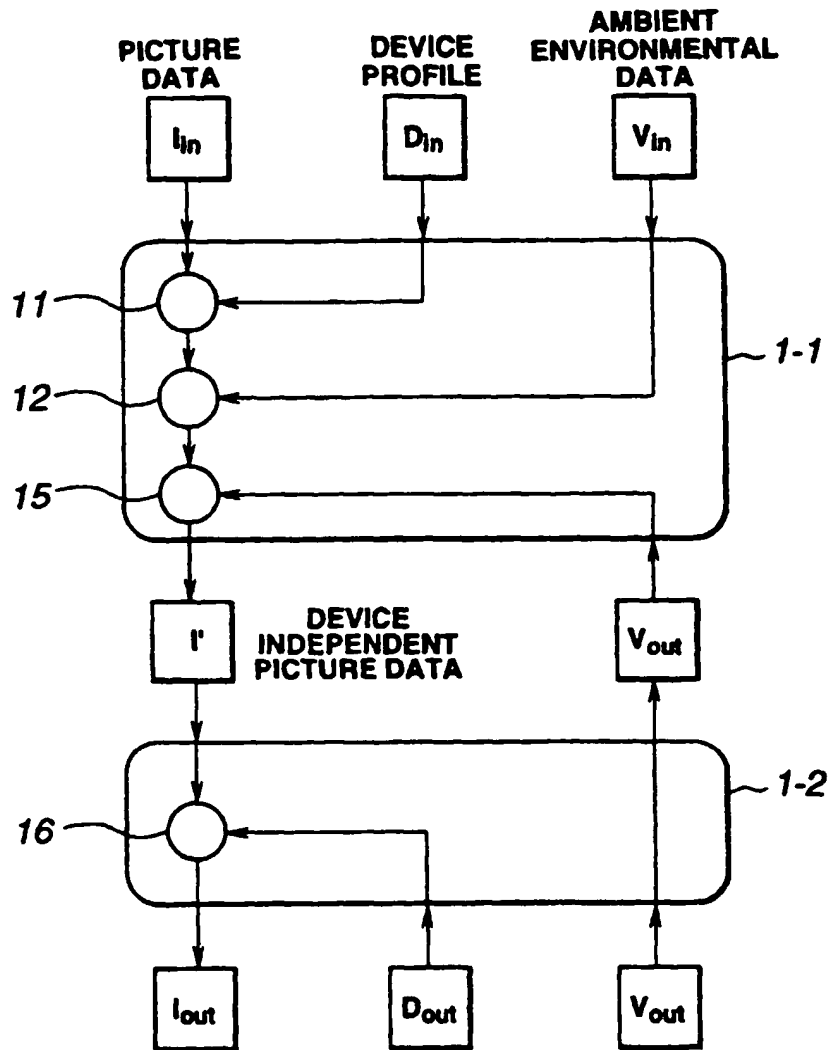 PICTURE
DATA
DEVICE
PROFILE
AMBIENT
ENVIRONMENTAL
DATA
Iin
Din
Vin
11
12
15
1-1
I'
DEVICE
INDEPENDENT
PICTURE DATA
Vout
16
1-2
Iout
Dout
Vout